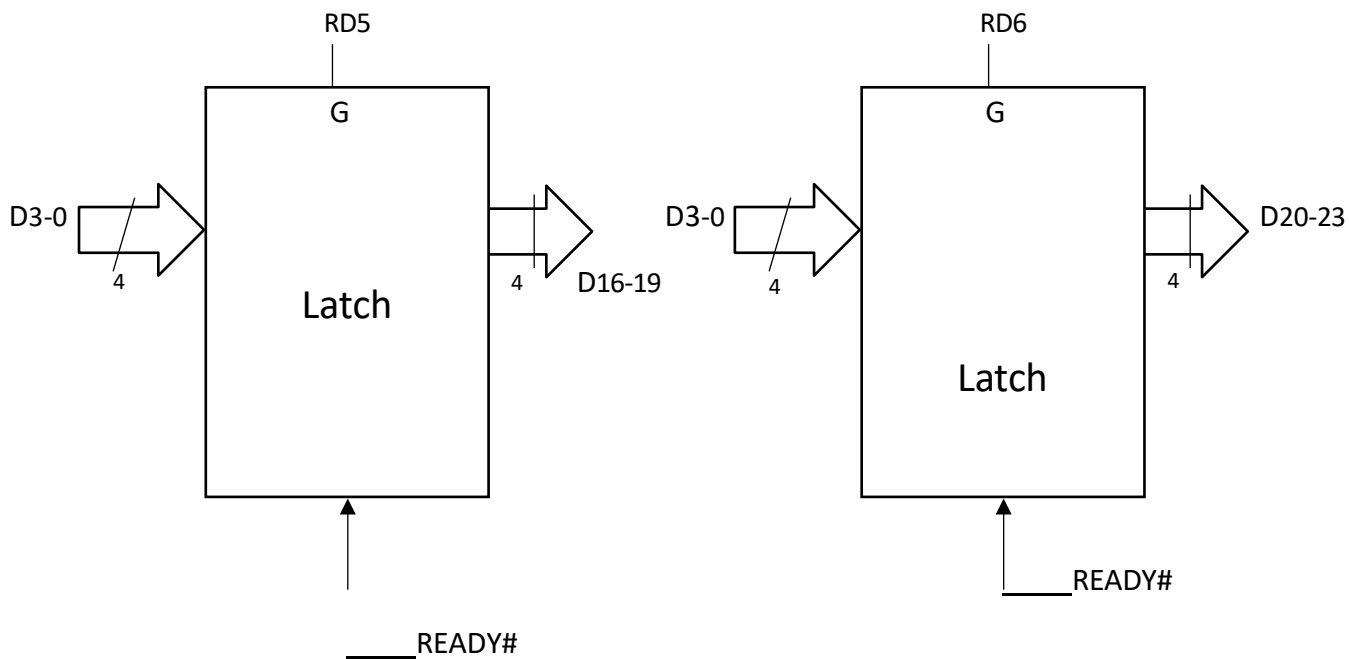 RD5
RD6
G
G
D3-0
D3-0
D20-23
4
4
D16-19
4
4
Latch
Latch
READY#
READY#